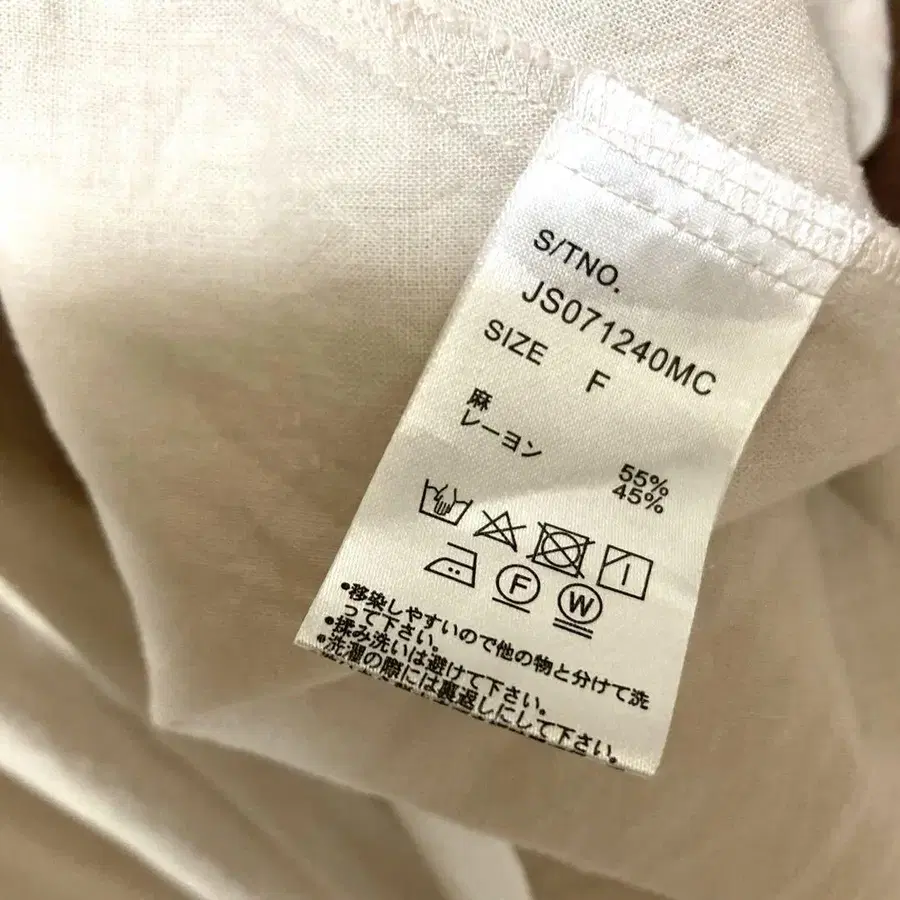 S/TNO.
JS071240MC
SIZE F
麻 55%
レーヨン 45%
F W
•移染しやすいので他の物と分けて洗
って下さい。
•揉み洗いは避けて下さい。
•洗濯の際には裏返しにして下さい。